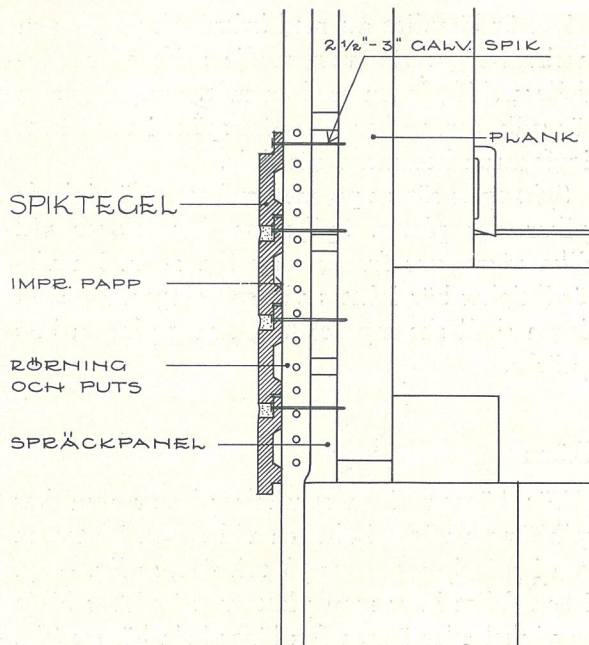 2 1/2"-3" GALV. SPIK
PLANK
SPIKTEGEL
IMPR. PAPP
RÖRNING
OCH PUTS
SPRÄCKPANEL